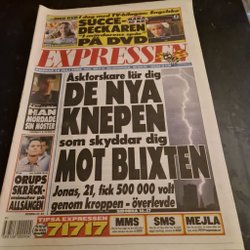 SUCCÉ-
DECKAREN
PÅ DVD
EXPRESSEN
Åskforskare lär dig
DE NYA
KNEPEN
som skyddar dig
MOT BLIXTEN
Jonas, 21, fick 500 000 volt
genom kroppen – överlevde
HAN
MÖRDADE
SIN MOSTER
ORUPS
SKRÄCK
ALLSÅNGEN
TIPSA EXPRESSEN
71717
MMS
SMS
MEJLA